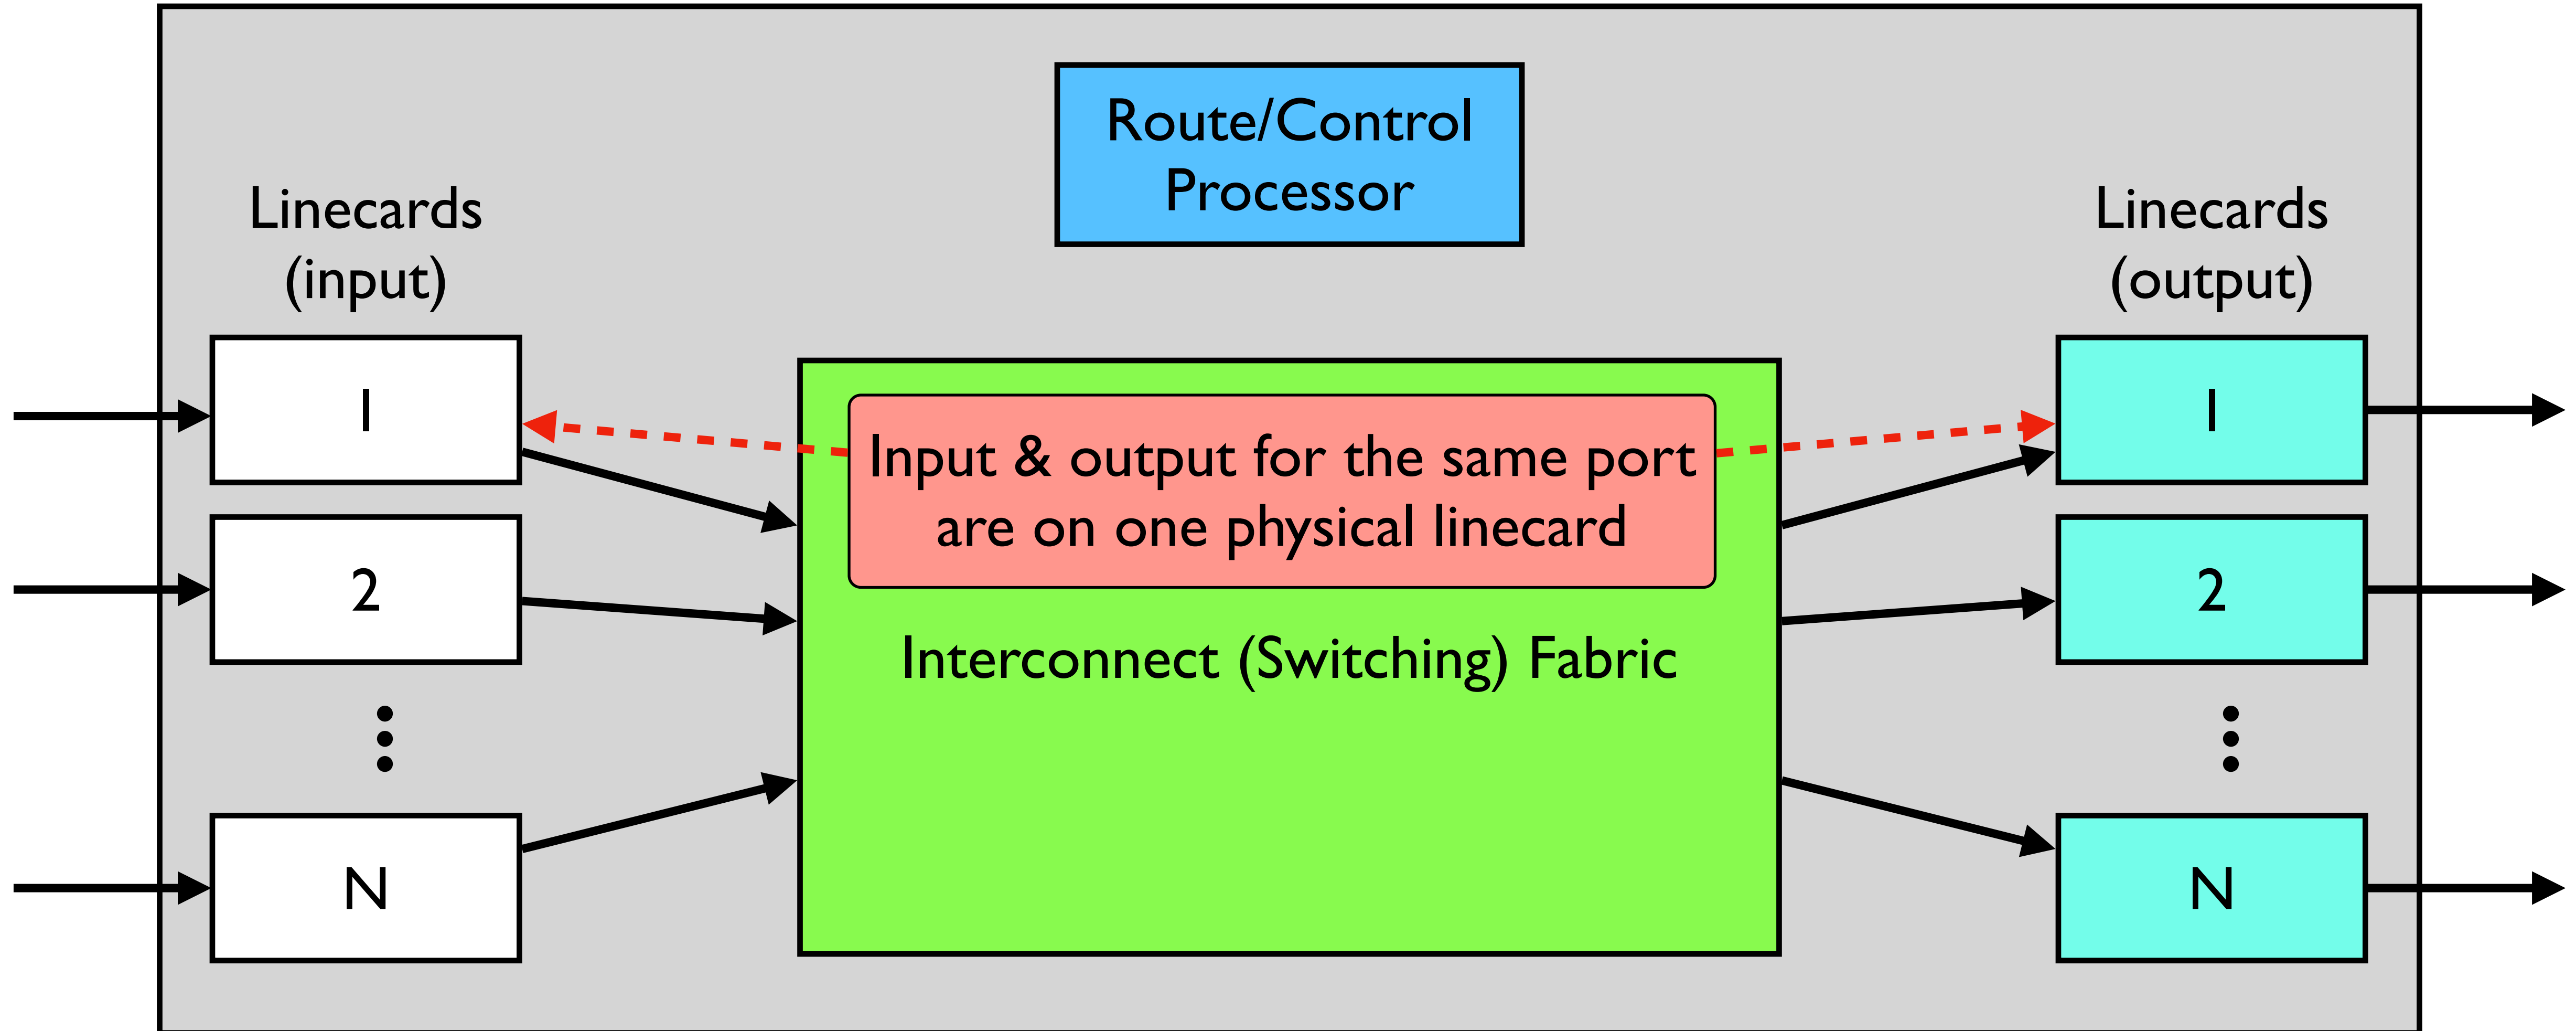 Route/Control
Processor
Linecards
(input)
Linecards
(output)
1
2
N
Input & output for the same port
are on one physical linecard
Interconnect (Switching) Fabric
1
2
N